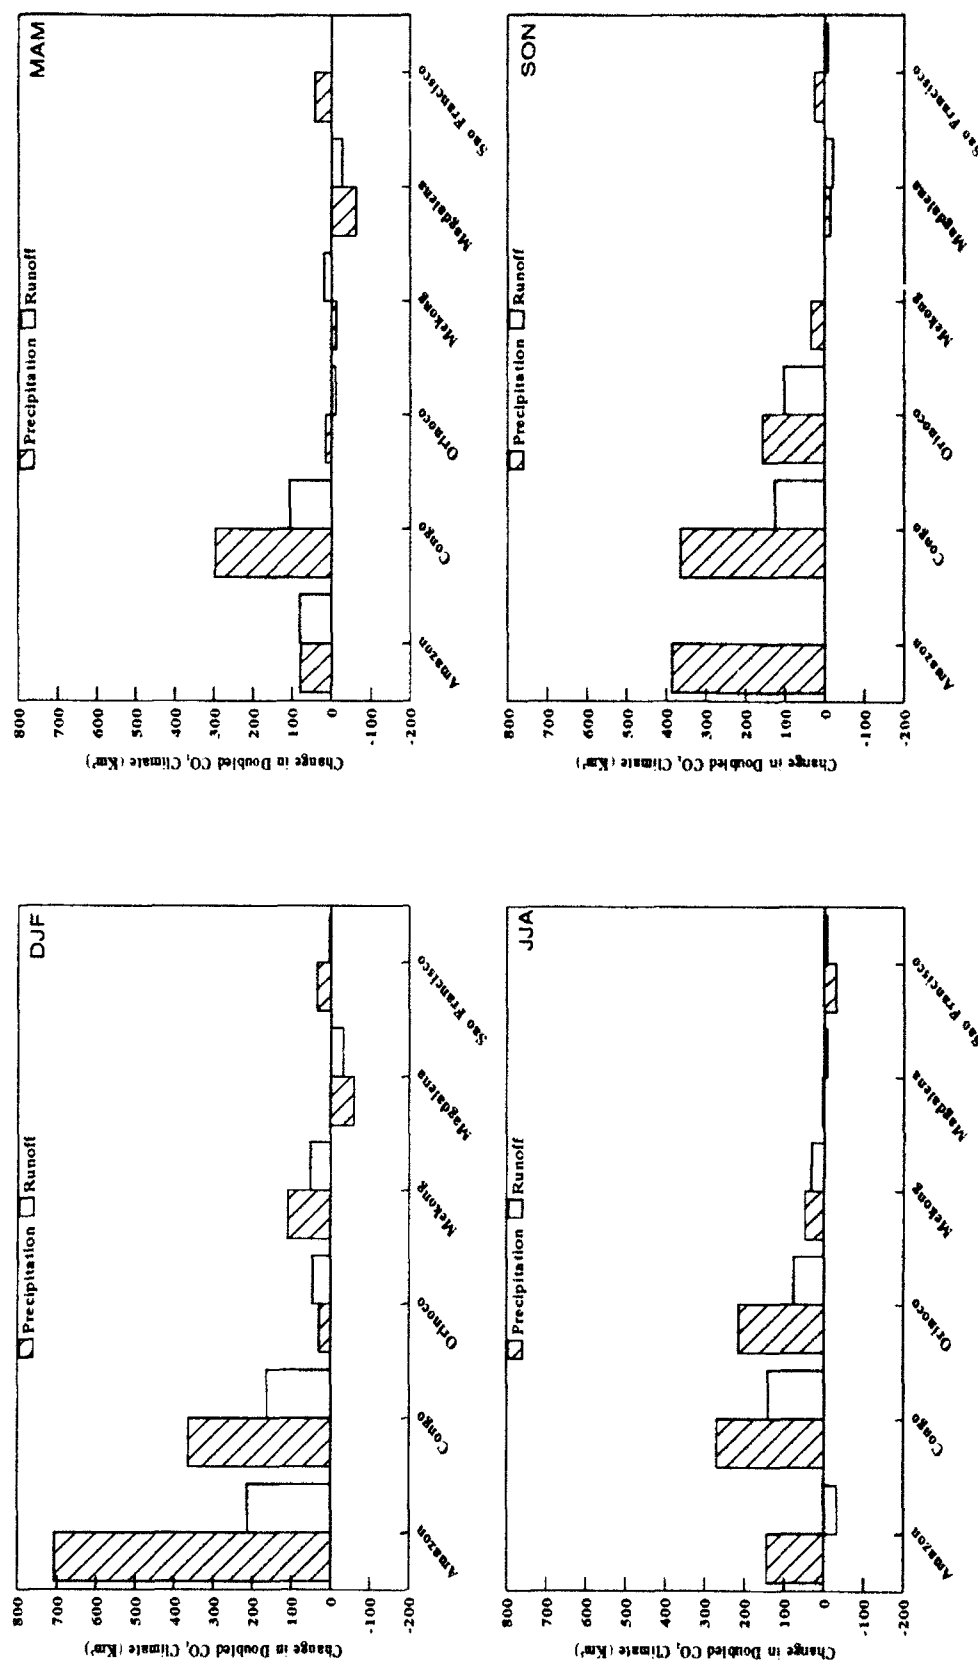 DJF
Precipitation Runoff
Change in Doubled CO, Climate (Km³)
800
700
600
500
400
300
200
100
0
-100
-200
Amazon
Congo
Orinoco
Mekong
Magdalena
Sao Francisco
MAM
Precipitation Runoff
Change in Doubled CO, Climate (Km³)
800
700
600
500
400
300
200
100
0
-100
-200
Amazon
Congo
Orinoco
Mekong
Magdalena
Sao Francisco
JJA
Precipitation Runoff
Change in Doubled CO, Climate (Km³)
800
700
600
500
400
300
200
100
0
-100
-200
Amazon
Congo
Orinoco
Mekong
Magdalena
Sao Francisco
SON
Precipitation Runoff
Change in Doubled CO, Climate (Km³)
800
700
600
500
400
300
200
100
0
-100
-200
Amazon
Congo
Orinoco
Mekong
Magdalena
Sao Francisco